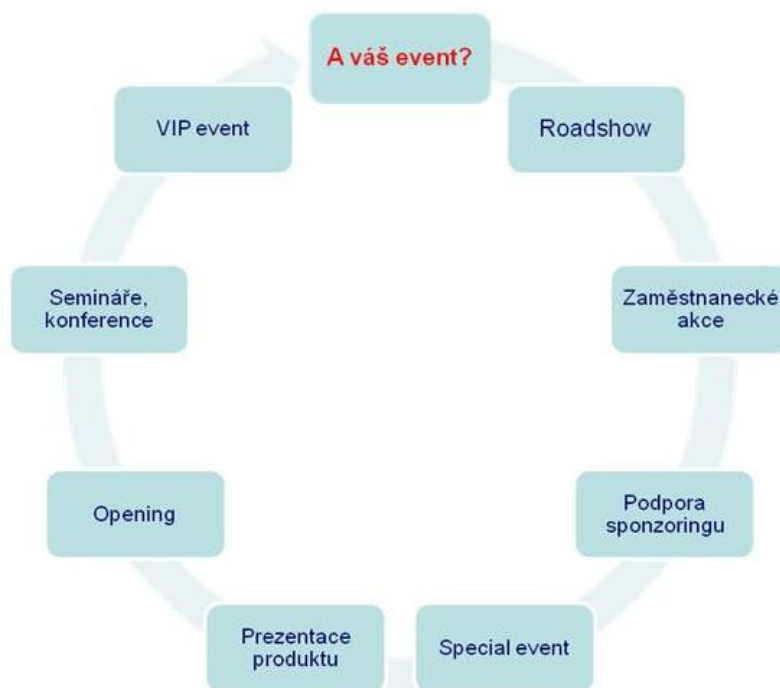 A váš event?
Roadshow
Zaměstnanecké
akce
Podpora
sponzoringu
Special event
Prezentace
produktu
Opening
Semináře,
konference
VIP event